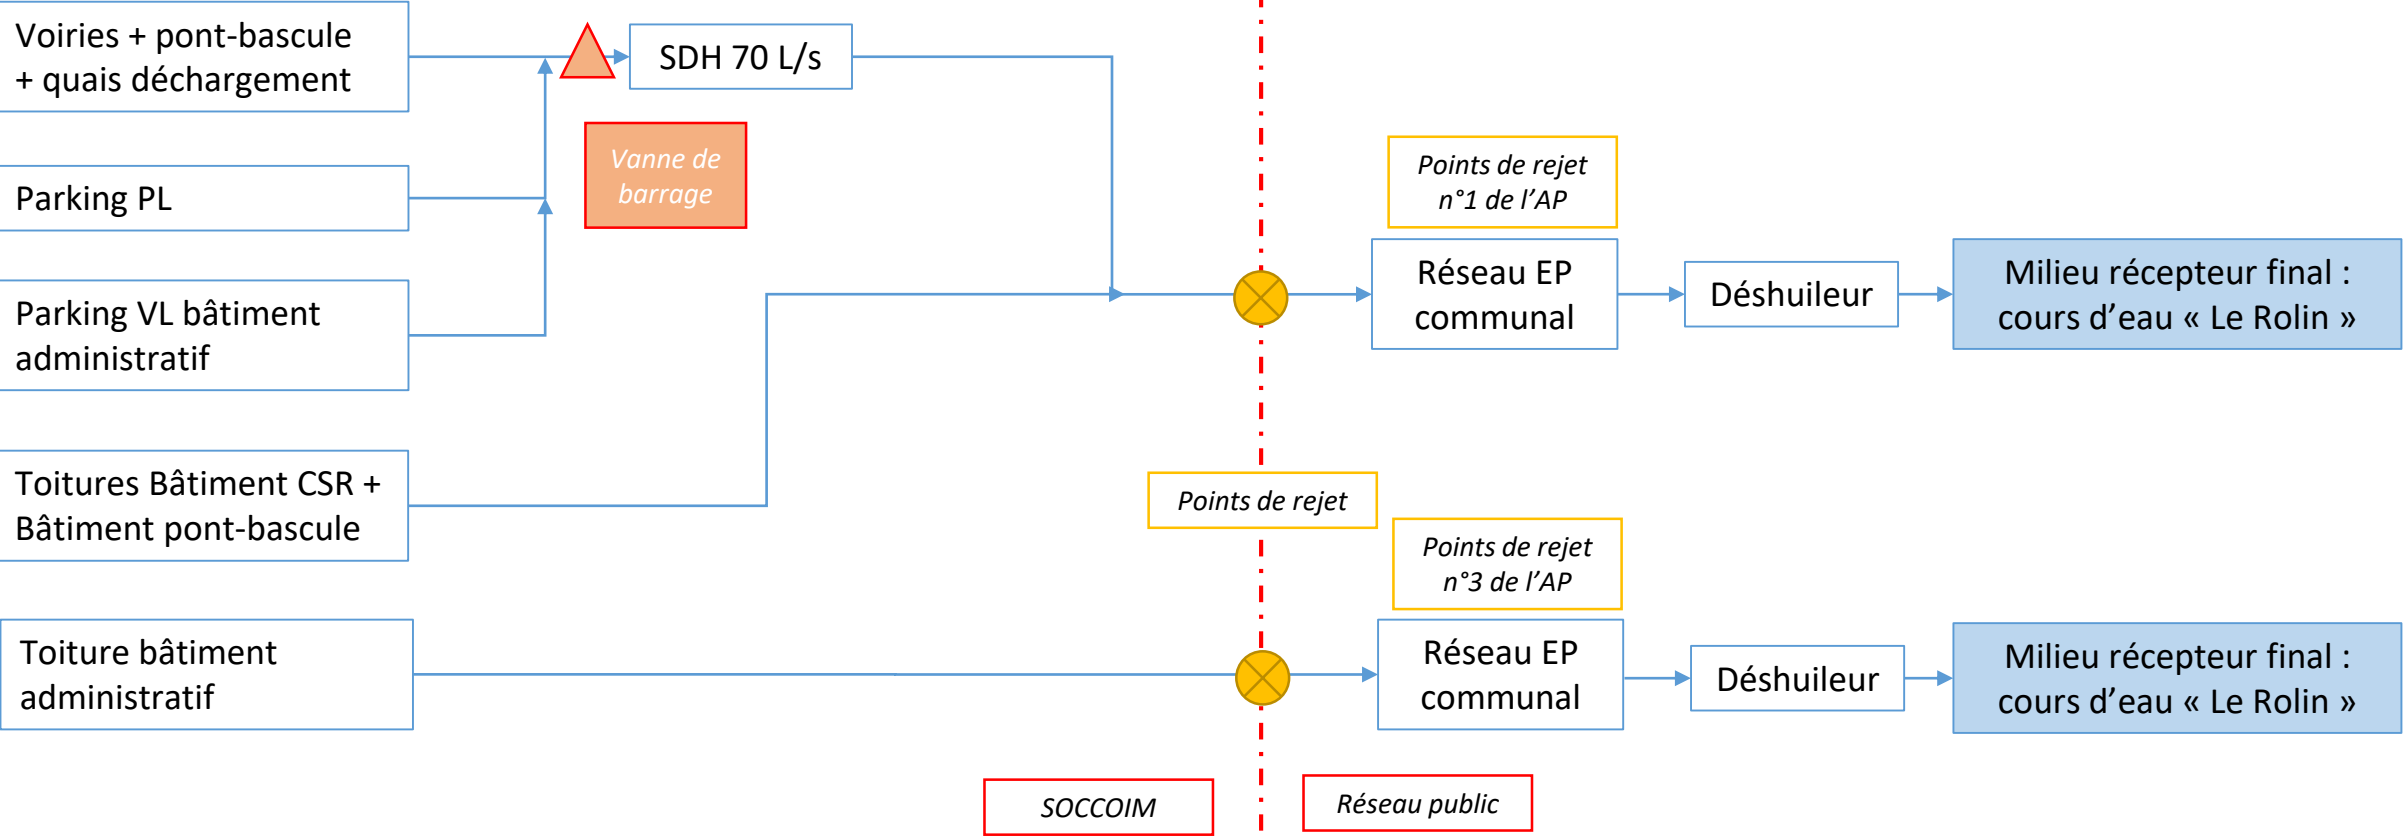 Voiries + pont-bascule
+ quais déchargement
SDH 70 L/s
Vanne de
barrage
Parking PL
Parking VL bâtiment
administratif
Points de rejet
n°1 de l’AP
Réseau EP
communal
Déshuileur
Milieu récepteur final :
cours d’eau « Le Rolin »
Toitures Bâtiment CSR +
Bâtiment pont-bascule
Points de rejet
Points de rejet
n°3 de l’AP
Toiture bâtiment
administratif
Réseau EP
communal
Déshuileur
Milieu récepteur final :
cours d’eau « Le Rolin »
SOCCOIM
Réseau public